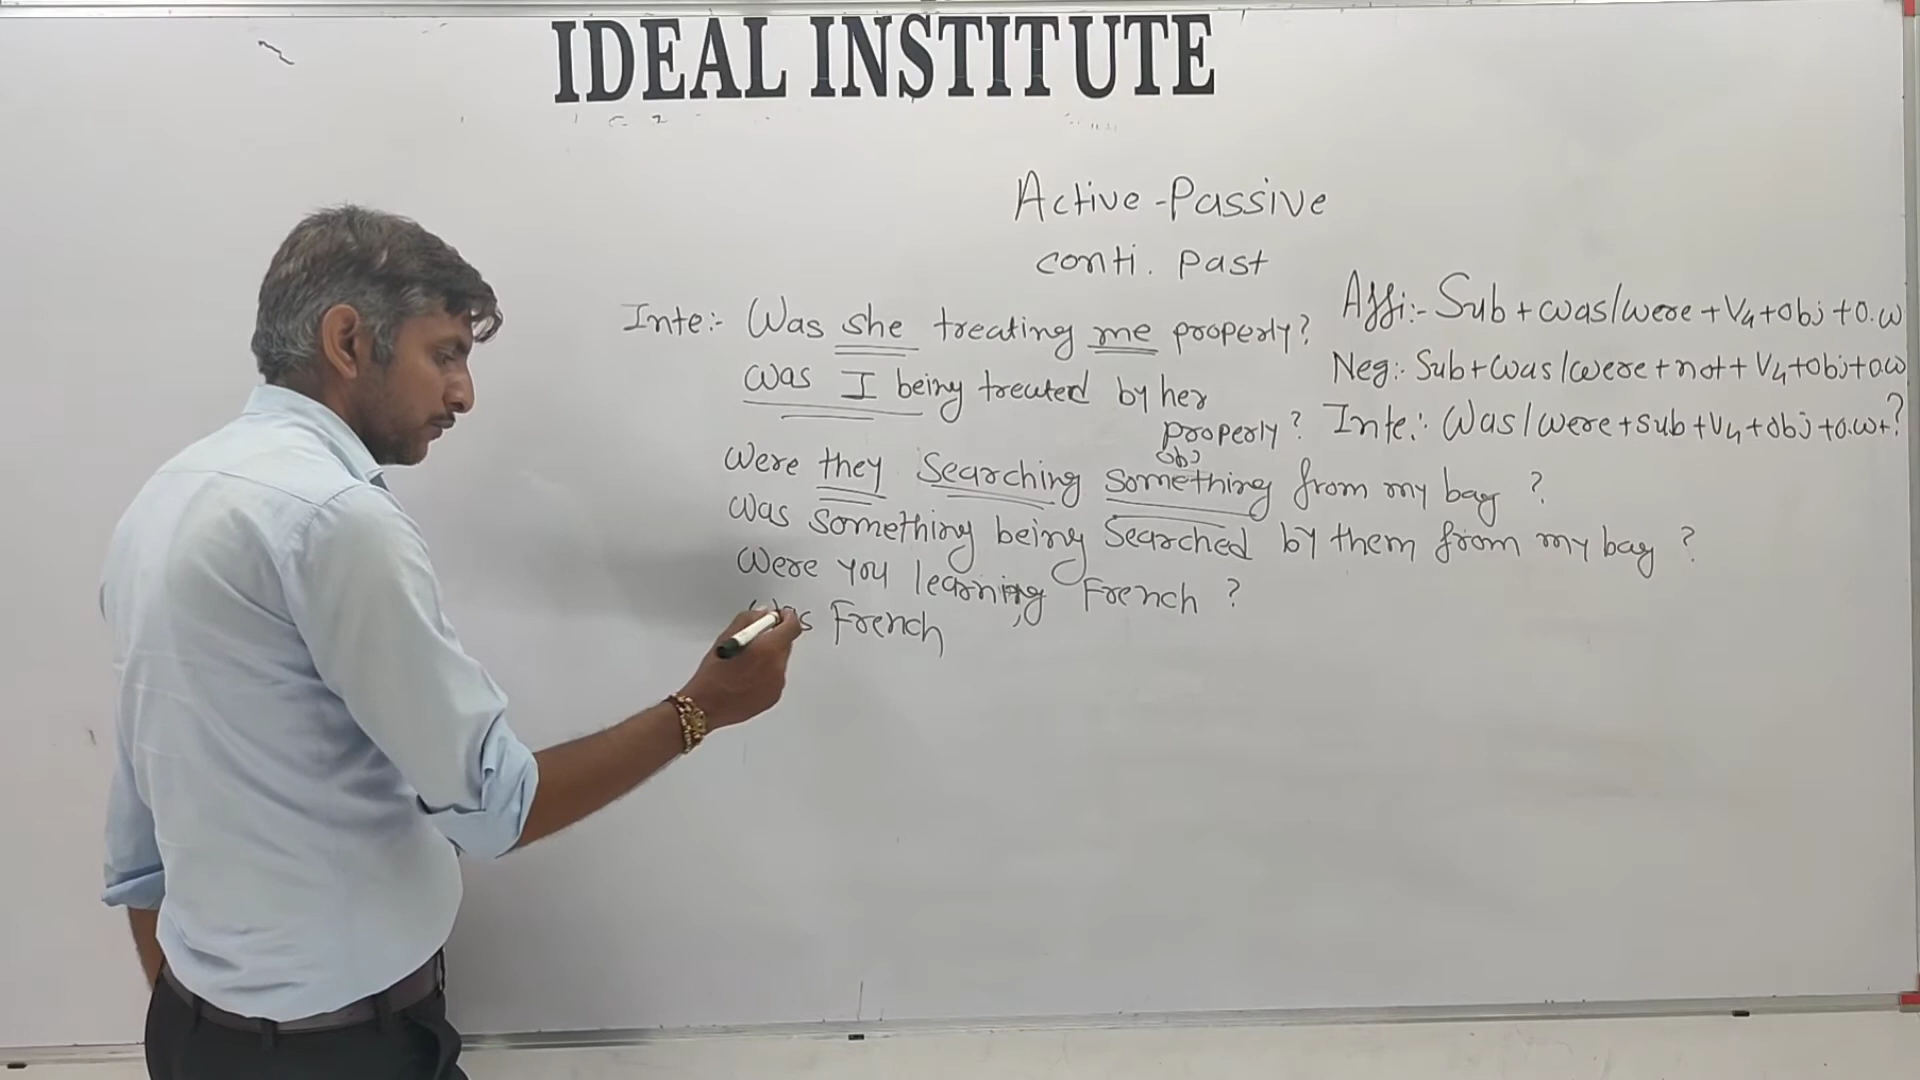 IDEAL INSTITUTE
Active-Passive
conti. Past
Inte:- Was she treating me properly?
was I being treated by her
properly?
obj
Were they searching something from my bag ?
Was something being searched by them from my bag ?
Were you learning French ?
Was French
Affi:- Sub + was/were + V4 + obj + o.w
Neg:- Sub + was/were + not + V4 + obj + o.w
Inte:- Was/were + sub + V4 + obj + o.w + ?